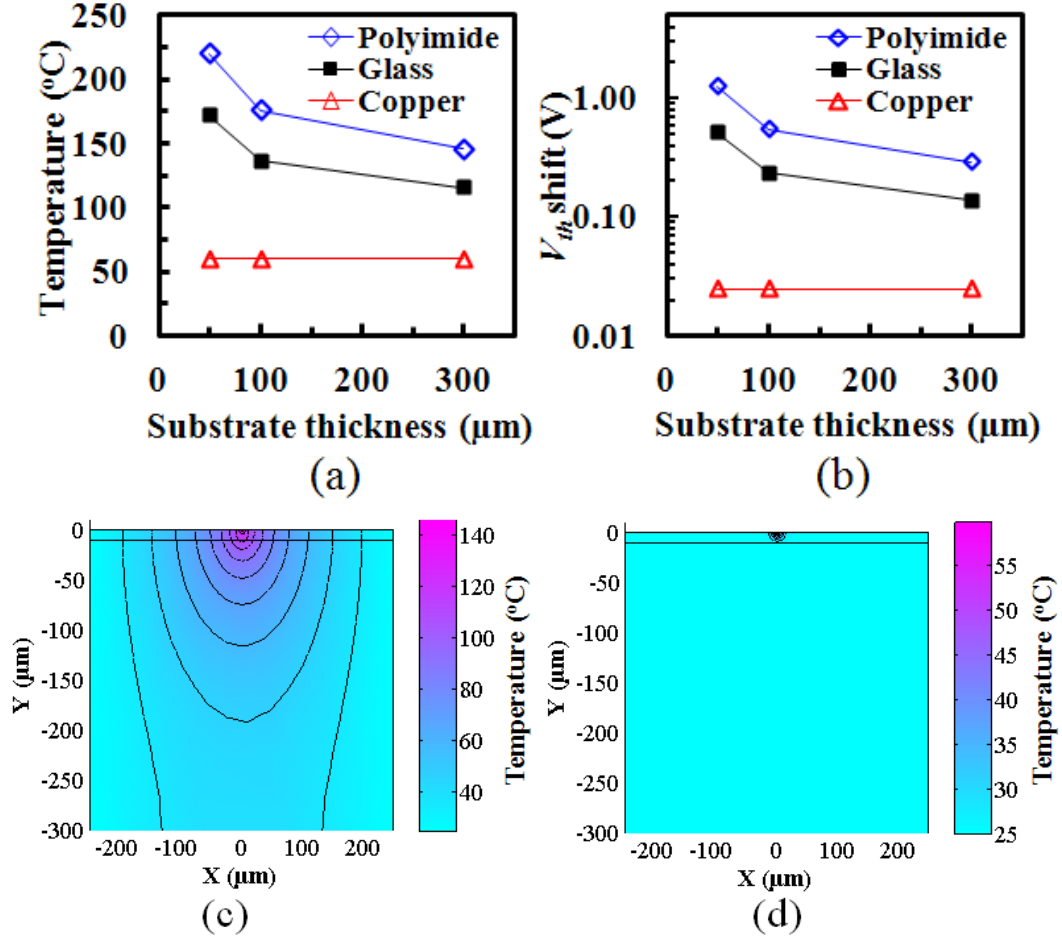 250
200
150
100
50
0
Temperature (°C)
Polyimide
Glass
Copper
0 100 200 300
Substrate thickness (μm)
(a)
1.00
0.10
0.01
Vth shift (V)
Polyimide
Glass
Copper
0 100 200 300
Substrate thickness (μm)
(b)
0
-50
-100
-150
-200
-250
-300
Y (μm)
-200 -100 0 100 200
X (μm)
140
120
100
80
60
40
Temperature (°C)
(c)
0
-50
-100
-150
-200
-250
-300
Y (μm)
-200 -100 0 100 200
X (μm)
55
50
45
40
35
30
25
Temperature (°C)
(d)